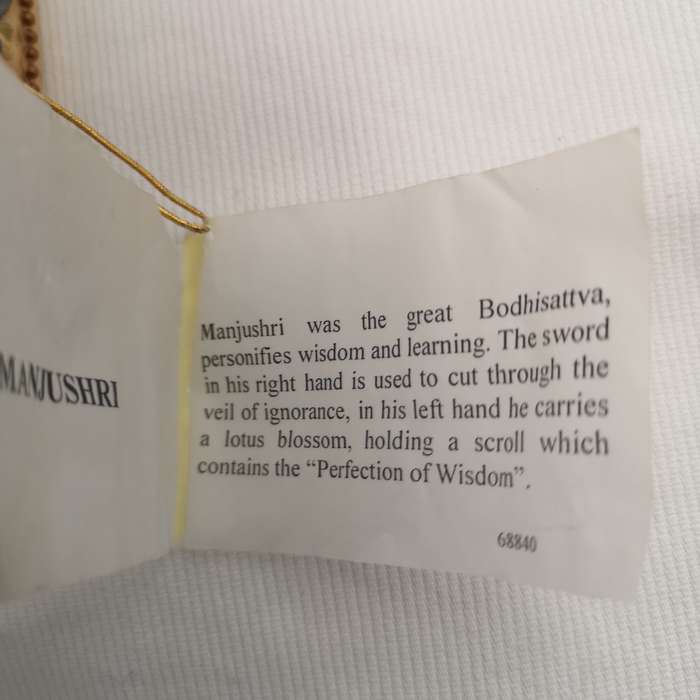 MANJUSHRI
Manjushri was the great Bodhisattva,
personifies wisdom and learning. The sword
in his right hand is used to cut through the
veil of ignorance, in his left hand he carries
a lotus blossom, holding a scroll which
contains the “Perfection of Wisdom”.
68840